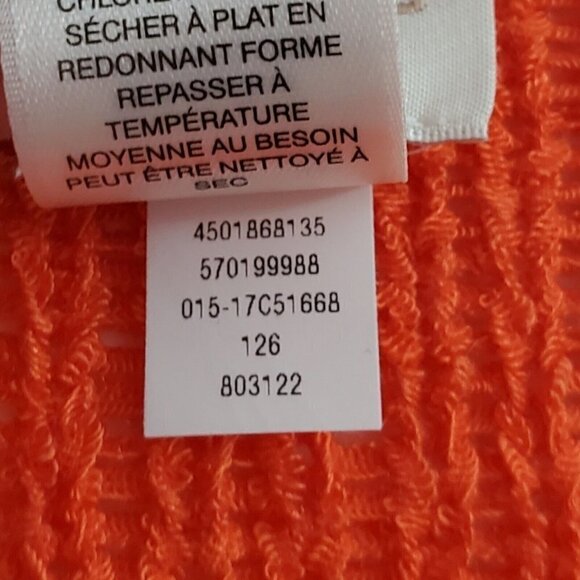 SÉCHER À PLAT EN
REDONNANT FORME
REPASSER À
TEMPÉRATURE
MOYENNE AU BESOIN
PEUT ÊTRE NETTOYÉ À
SEC
4501868135
570199988
015-17C51668
126
803122